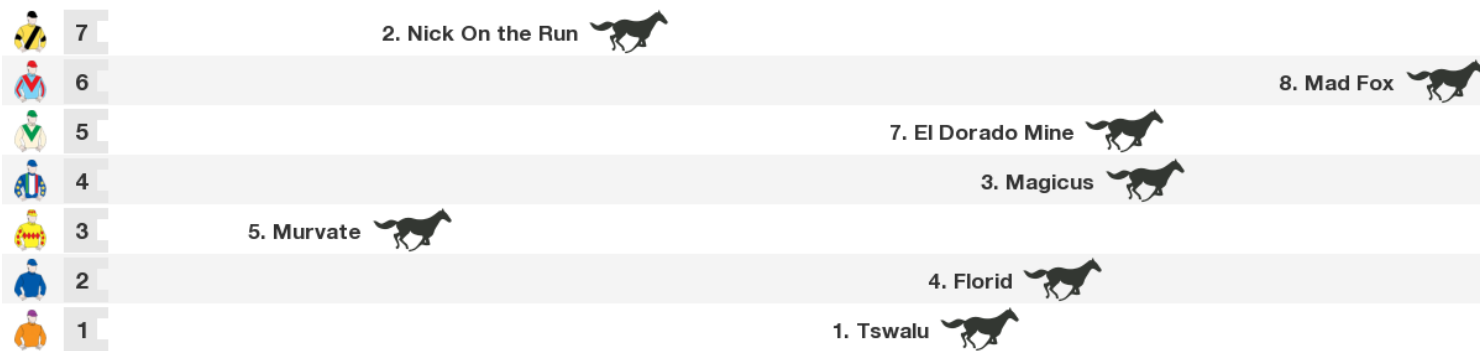 7 2. Nick On the Run
6 8. Mad Fox
5 7. El Dorado Mine
4 3. Magicus
3 5. Murvate
2 4. Florid
1 1. Tswalu